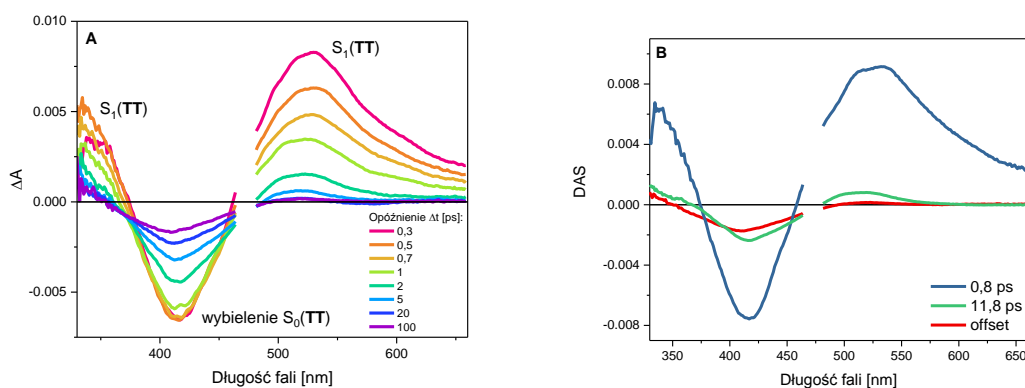 A
S₁(TT)
S₁(TT)
0.010
0.005
0.000
-0.005
ΔA
Opóźnienie Δt [ps]:
0,3
0,5
0,7
1
2
5
20
100
wybielenie S₀(TT)
400
500
600
Długość fali [nm]
B
0.008
0.004
0.000
-0.004
-0.008
DAS
0,8 ps
11,8 ps
offset
350
400
450
500
550
600
650
Długość fali [nm]